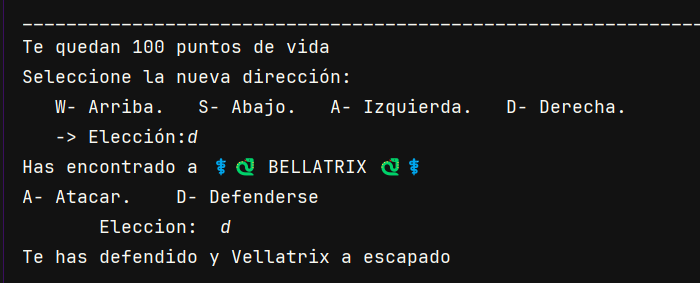 Te quedan 100 puntos de vida
Seleccione la nueva dirección:
W- Arriba.   S- Abajo.   A- Izquierda.   D- Derecha.
-> Elección:d
Has encontrado a ⚕🐉 BELLATRIX 🐉⚕
A- Atacar.    D- Defenderse
Eleccion:  d
Te has defendido y Vellatrix a escapado